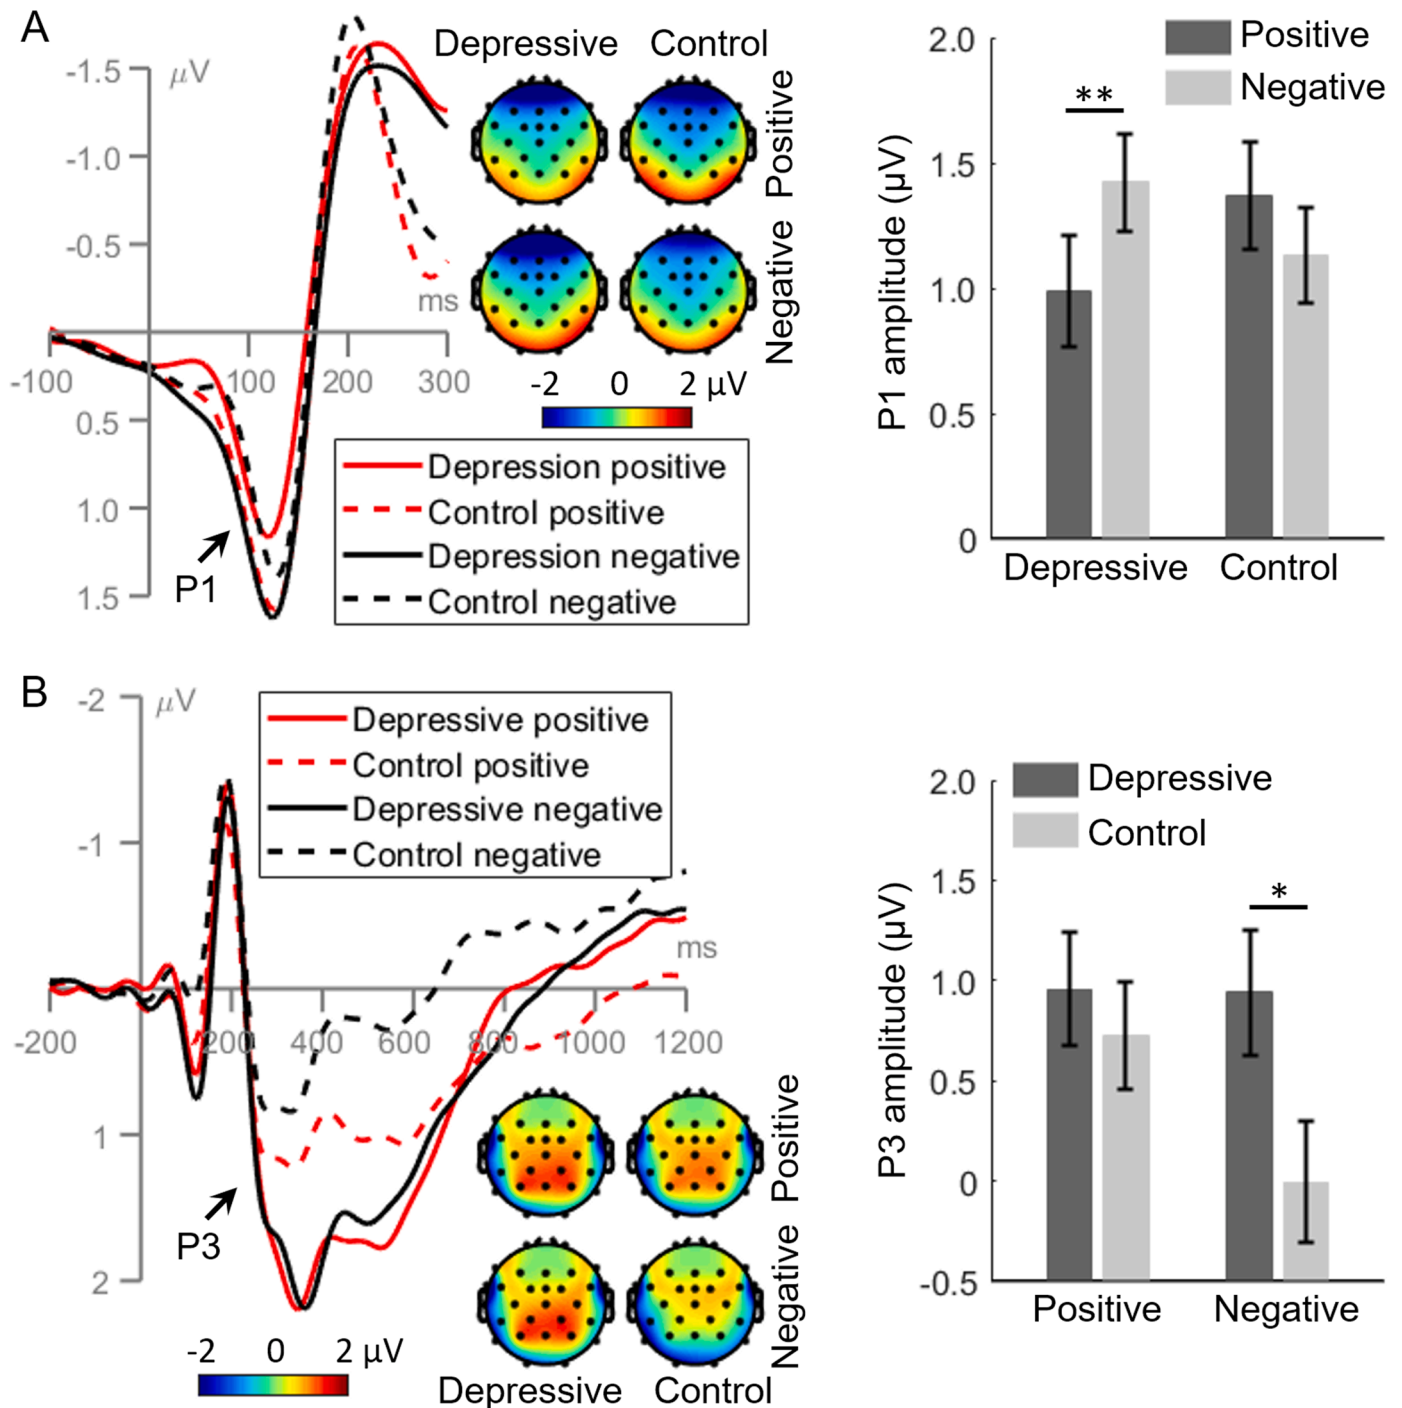 A
Depressive Control
-1.5 μV
-1.0
-0.5
Positive
Negative
ms
-100 100 200 300
0.5
1.0
1.5
-2 0 2 μV
Depression positive
Control positive
Depression negative
Control negative
P1
Positive
Negative
**
2.0
1.5
1.0
0.5
0
P1 amplitude (μV)
Depressive Control
B
-2 μV
-1
1
2
Depressive positive
Control positive
Depressive negative
Control negative
ms
-200 200 400 600 800 1000 1200
P3
Positive
Negative
-2 0 2 μV
Depressive Control
Depressive
Control
*
2.0
1.5
1.0
0.5
0
-0.5
P3 amplitude (μV)
Positive Negative